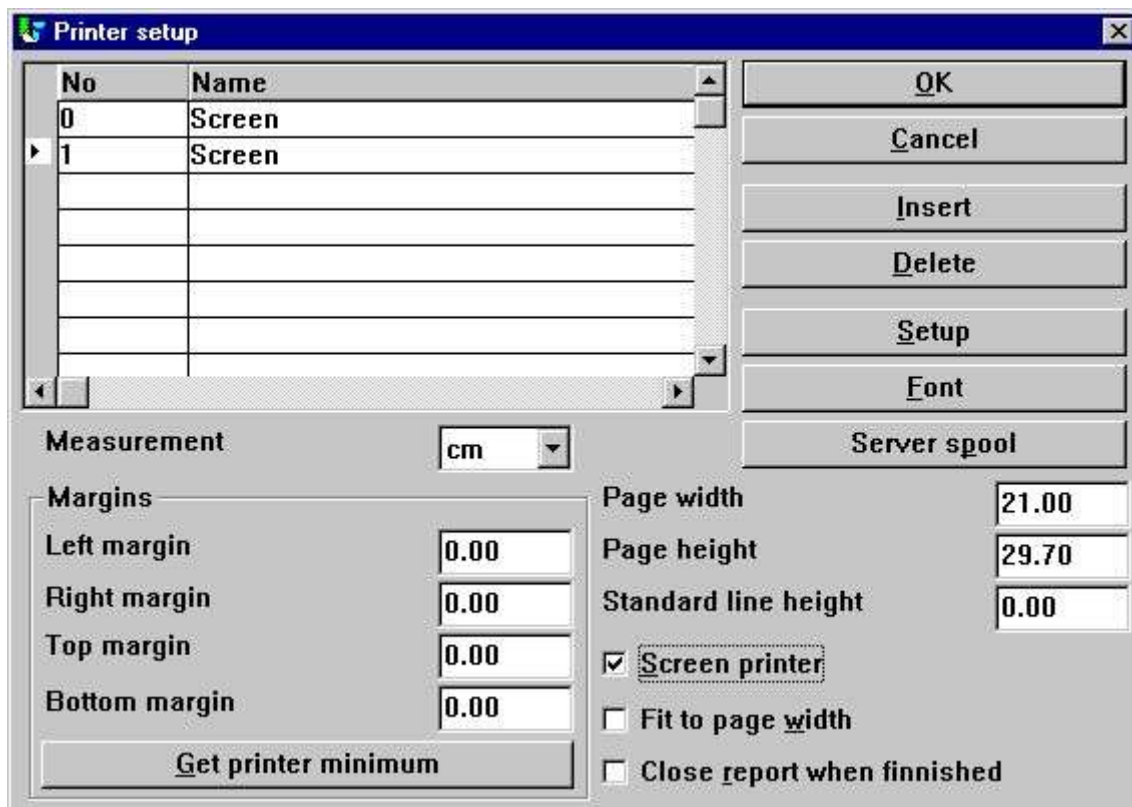 Printer setup
No Name
0 Screen
1 Screen
OK
Cancel
Insert
Delete
Setup
Font
Server spool
Measurement cm
Margins
Left margin 0.00
Right margin 0.00
Top margin 0.00
Bottom margin 0.00
Get printer minimum
Page width 21.00
Page height 29.70
Standard line height 0.00
Screen printer
Fit to page width
Close report when finnished